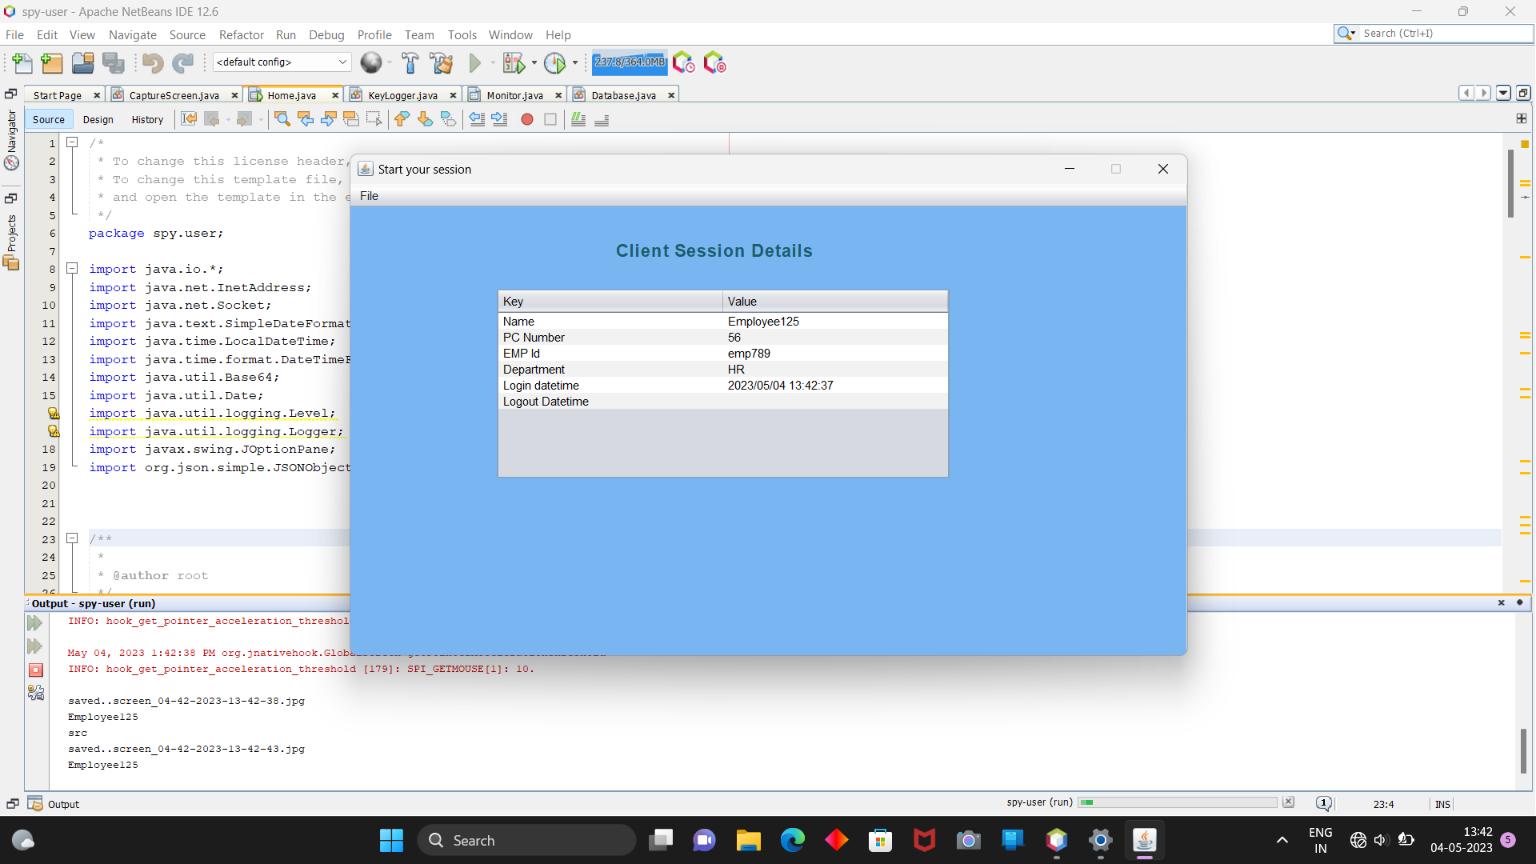 spy-user - Apache NetBeans IDE 12.6
File Edit View Navigate Source Refactor Run Debug Profile Team Tools Window Help
Search (Ctrl+I)
<default config>
237.8/364.0MB
Start Page CaptureScreen.java Home.java KeyLogger.java Monitor.java Database.java
Source Design History
Navigator
Projects
1 /*
2 * To change this license header,
3 * To change this template file,
4 * and open the template in the
5 */
6 package spy.user;
7
8 import java.io.*;
9 import java.net.InetAddress;
10 import java.net.Socket;
11 import java.text.SimpleDateFormat
12 import java.time.LocalDateTime;
13 import java.time.format.
14 import java.util.Base64;
15 import java.util.Date;
import java.util.logging.Level;
import java.util.logging.Logger;
18 import javax.swing.JOptionPane;
19 import org.json.simple.JSONObject
20
21
22
23 /**
24 *
25 * @author root
26 */
Start your session
File
Client Session Details
Key Value
Name Employee125
PC Number 56
EMP Id emp789
Department HR
Login datetime 2023/05/04 13:42:37
Logout Datetime
Output - spy-user (run)
INFO:
May 04, 2023 1:42:38 PM
INFO: hook_get_pointer_acceleration_threshold [179]: SPI_GETMOUSE[1]: 10.
saved..screen_04-42-2023-13-42-38.jpg
Employee125
src
saved..screen_04-42-2023-13-42-43.jpg
Employee125
Output
spy-user (run)
1
23:4
INS
Search
ENG
IN
13:42
04-05-2023
5